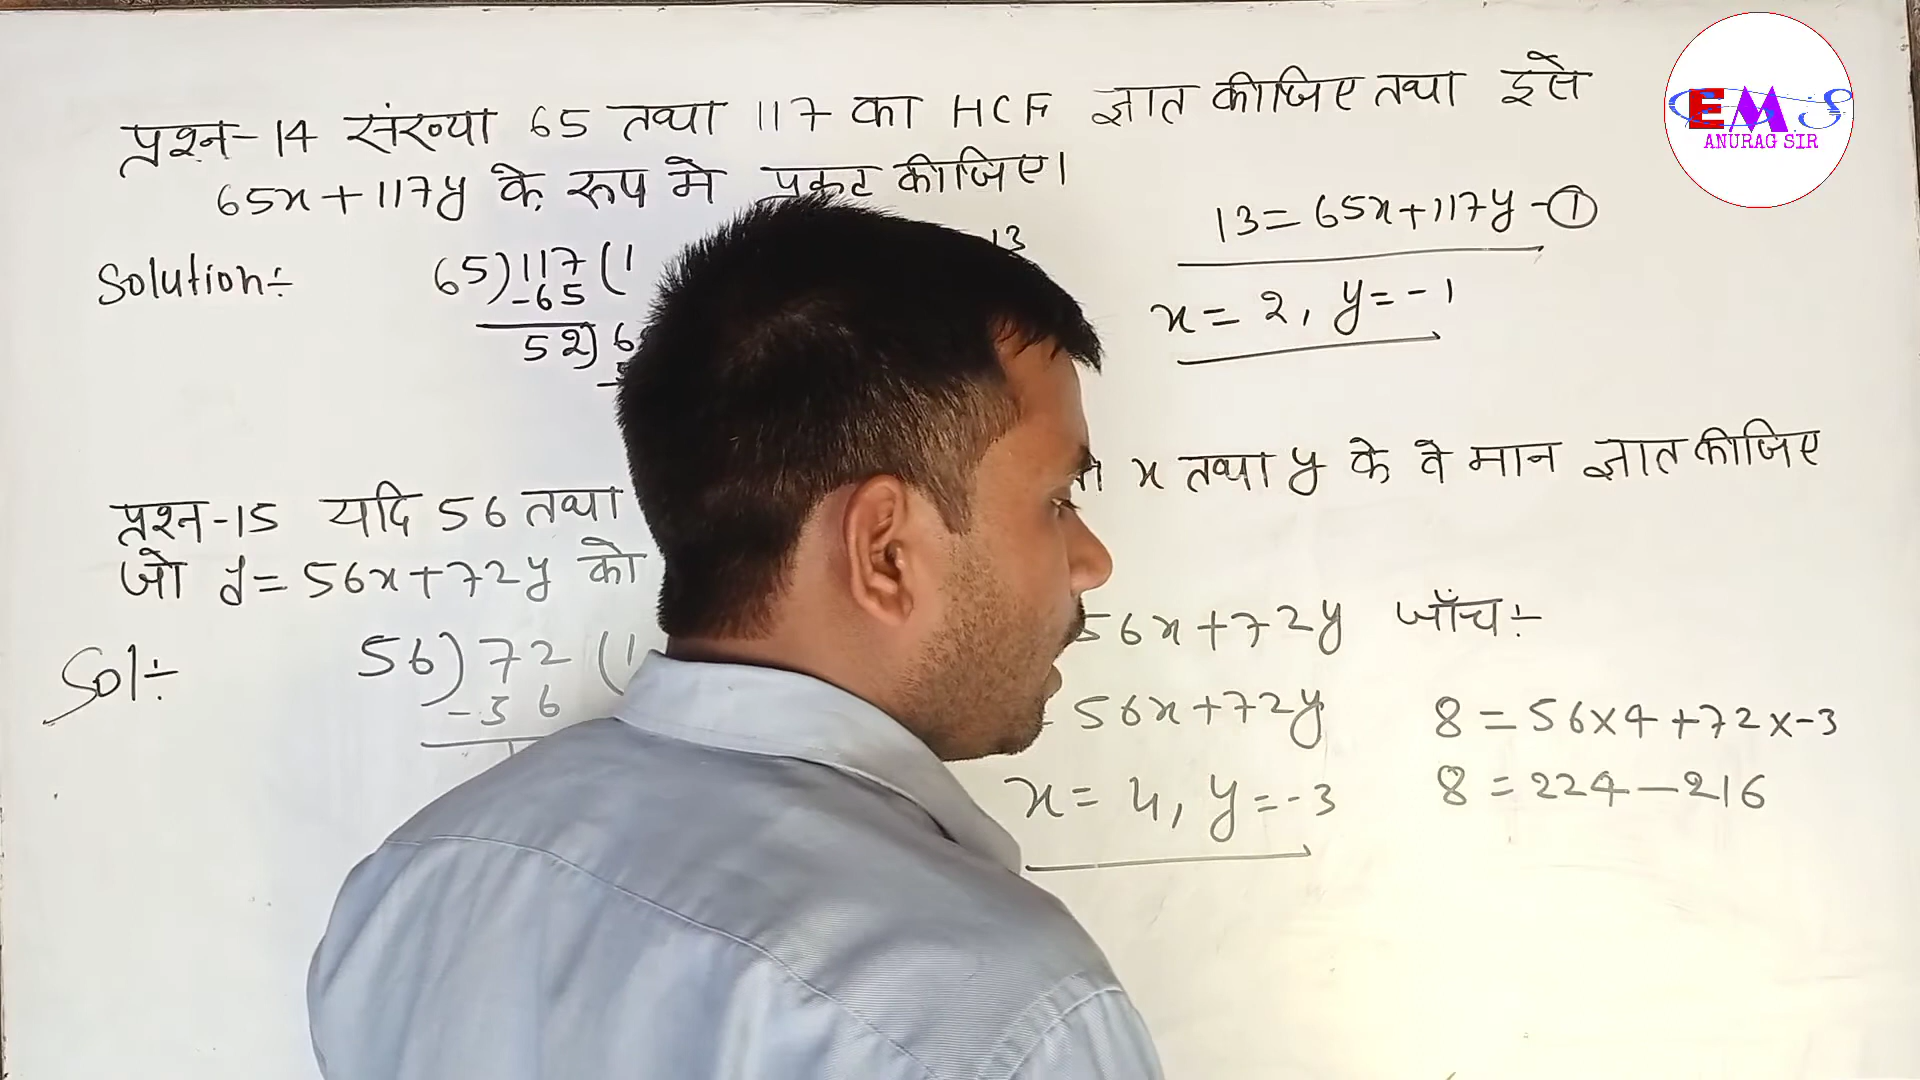 प्रश्न-14 संख्या 65 तथा 117 का HCF ज्ञात कीजिए तथा इसे
65x+117y के रूप मे प्रकट कीजिए।
Solution÷
65)117(1
-65
52)6
13
13=65x+117y-①
x=2, y=-1
प्रश्न-15 यदि 56 तथा
x तथा y के वे मान ज्ञात कीजिए
जो d=56x+72y को
Sol÷
56)72(1
-56
56x+72y
56x+72y
x=4, y=-3
जाँच÷
8=56×4+72×-3
8=224-216
EMS
ANURAG SIR